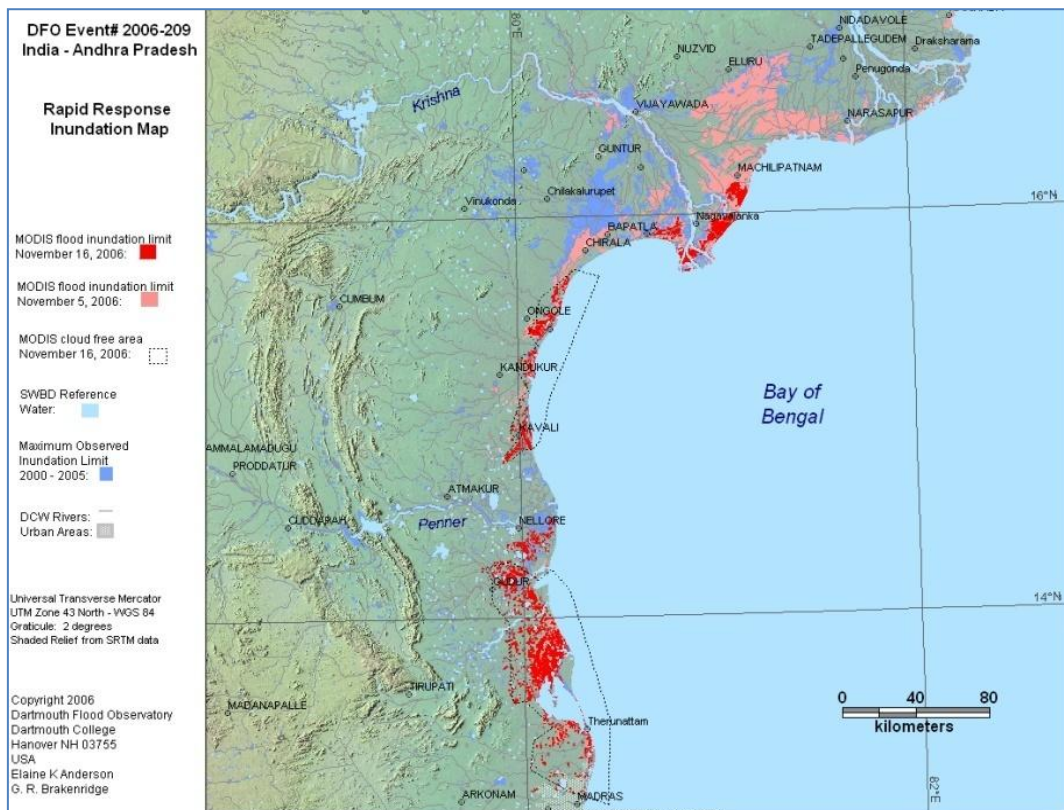 DFO Event# 2006-209
India - Andhra Pradesh
Rapid Response
Inundation Map
MODIS flood inundation limit
November 16, 2006:
MODIS flood inundation limit
November 5, 2006:
MODIS cloud free area
November 16, 2006:
SWBD Reference
Water:
Maximum Observed
Inundation Limit
2000 - 2005:
DCW Rivers:
Urban Areas:
Universal Transverse Mercator
UTM Zone 43 North - WGS 84
Graticule: 2 degrees
Shaded Relief from SRTM data
Copyright 2006
Dartmouth Flood Observatory
Dartmouth College
Hanover NH 03755
USA
Elaine K Anderson
G. R. Brakenridge
80°E
NIDADAVOLE
TADEPALLEGUDEM
Draksharama
NUZVID
ELURU
Penugonda
Krishna
VIJAYAWADA
NARASAPUR
GUNTUR
MACHILIPATNAM
Chilakalurupet
Vinukonda
16°N
Nagayalanka
BAPATLA
CHIRALA
CUMBUM
ONGOLE
KANDUKUR
Bay of
Bengal
KAVALI
AMMALAMADUGU
PRODDATUR
ATMAKUR
CUDDAPAH
Penner
NELLORE
GUDUR
14°N
TIRUPATI
MADANAPALLE
0 40 80
kilometers
Therunattam
ARKONAM
MADRAS
82°E